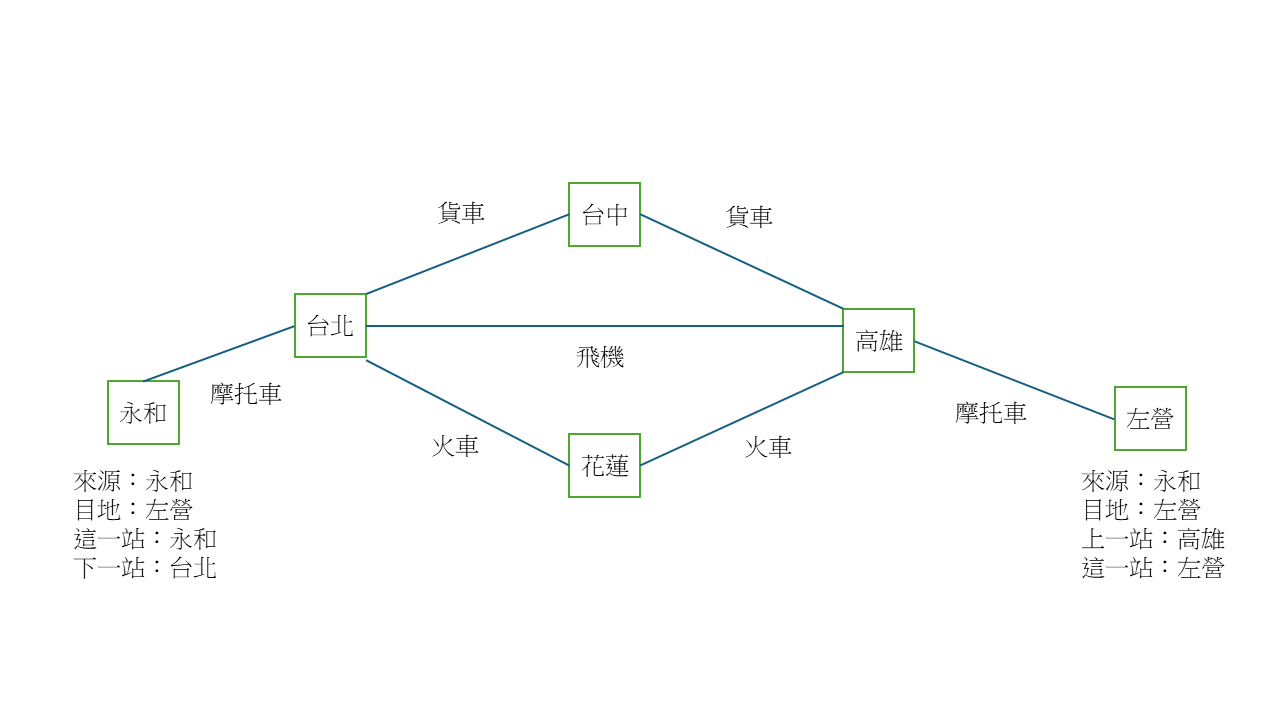 台中
貨車
貨車
台北
高雄
飛機
摩托車
永和
摩托車
左營
火車
火車
花蓮
來源：永和
目地：左營
這一站：永和
下一站：台北
來源：永和
目地：左營
上一站：高雄
這一站：左營